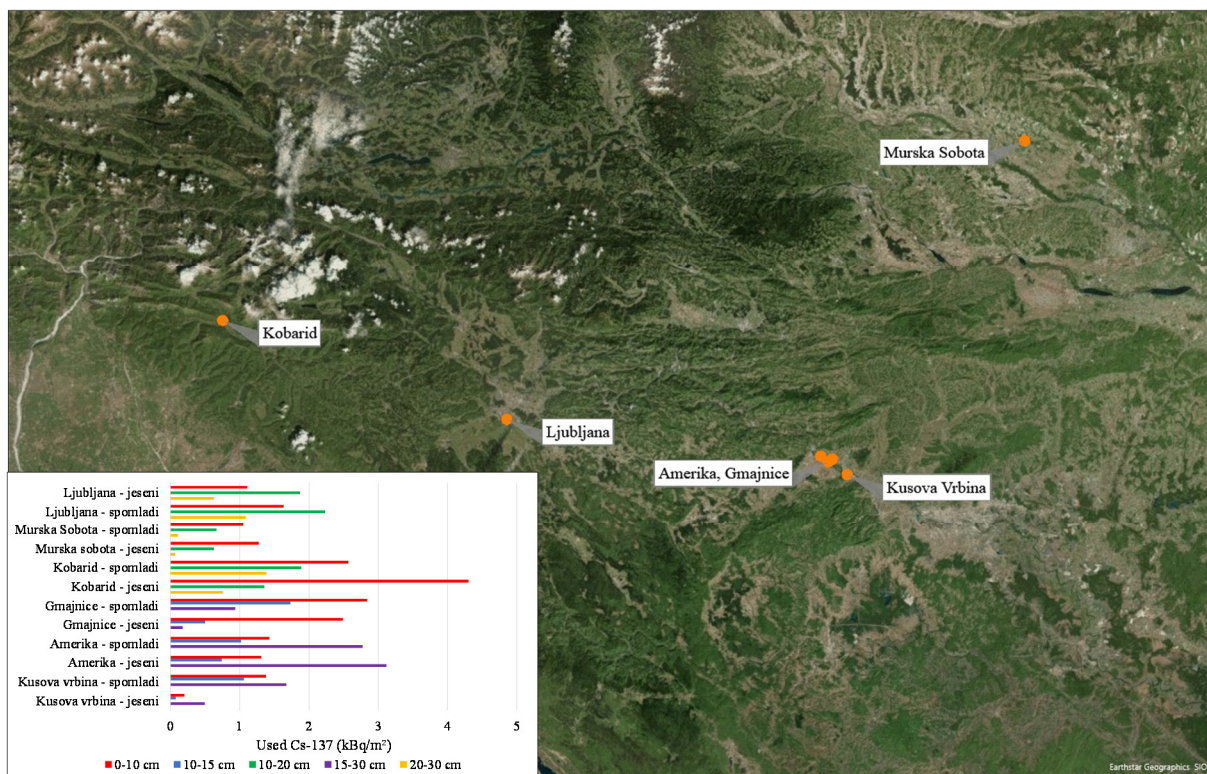 Murska Sobota
Kobarid
Ljubljana
Amerika, Gmajnice
Kusova Vrbina
Ljubljana - jeseni
Ljubljana - spomladi
Murska Sobota - spomladi
Murska sobota - jeseni
Kobarid - spomladi
Kobarid - jeseni
Gmajnice - spomladi
Gmajnice - jeseni
Amerika - spomladi
Amerika - jeseni
Kusova vrbina - spomladi
Kusova vrbina - jeseni
0 1 2 3 4 5
Used Cs-137 (kBq/m²)
0-10 cm 10-15 cm 10-20 cm 15-30 cm 20-30 cm
Earthstar Geographics SIO